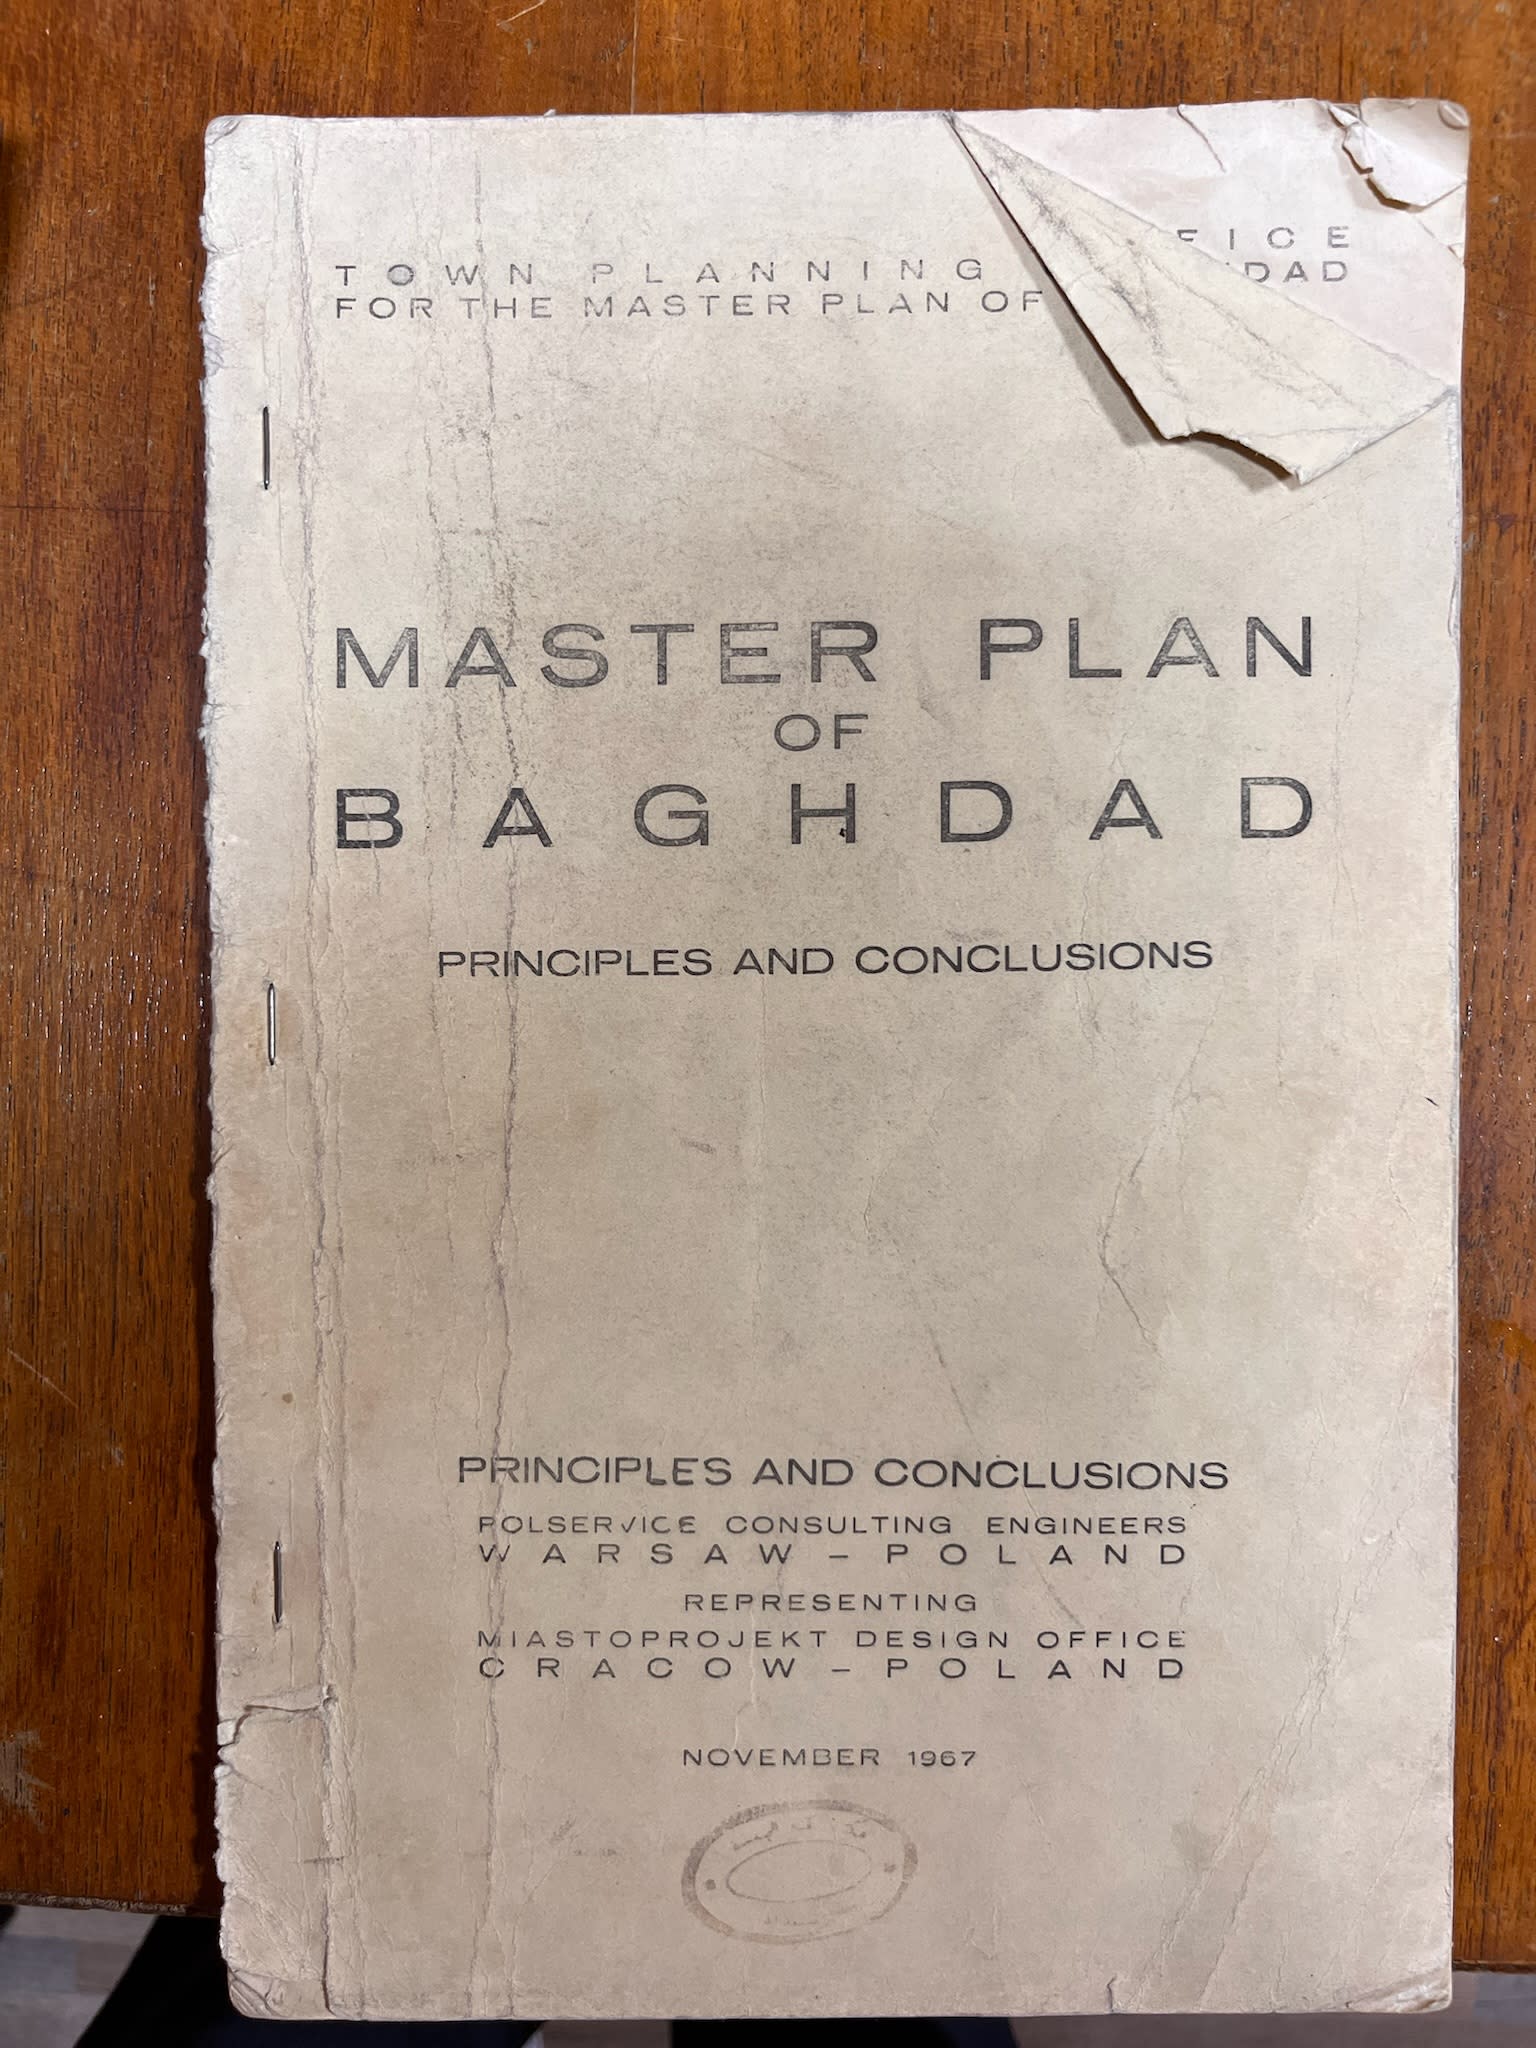 TOWN PLANNING FICE
FOR THE MASTER PLAN OF DAD
MASTER PLAN
OF
BAGHDAD
PRINCIPLES AND CONCLUSIONS
PRINCIPLES AND CONCLUSIONS
POLSERVICE CONSULTING ENGINEERS
WARSAW – POLAND
REPRESENTING
MIASTOPROJEKT DESIGN OFFICE
CRACOW – POLAND
NOVEMBER 1967